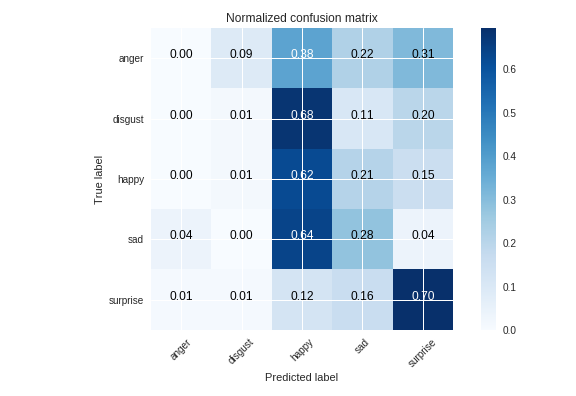 Normalized confusion matrix
True label
anger 0.00 0.09 0.38 0.22 0.31
disgust 0.00 0.01 0.68 0.11 0.20
happy 0.00 0.01 0.62 0.21 0.15
sad 0.04 0.00 0.64 0.28 0.04
surprise 0.01 0.01 0.12 0.16 0.70
anger disgust happy sad surprise
Predicted label
0.6
0.5
0.4
0.3
0.2
0.1
0.0